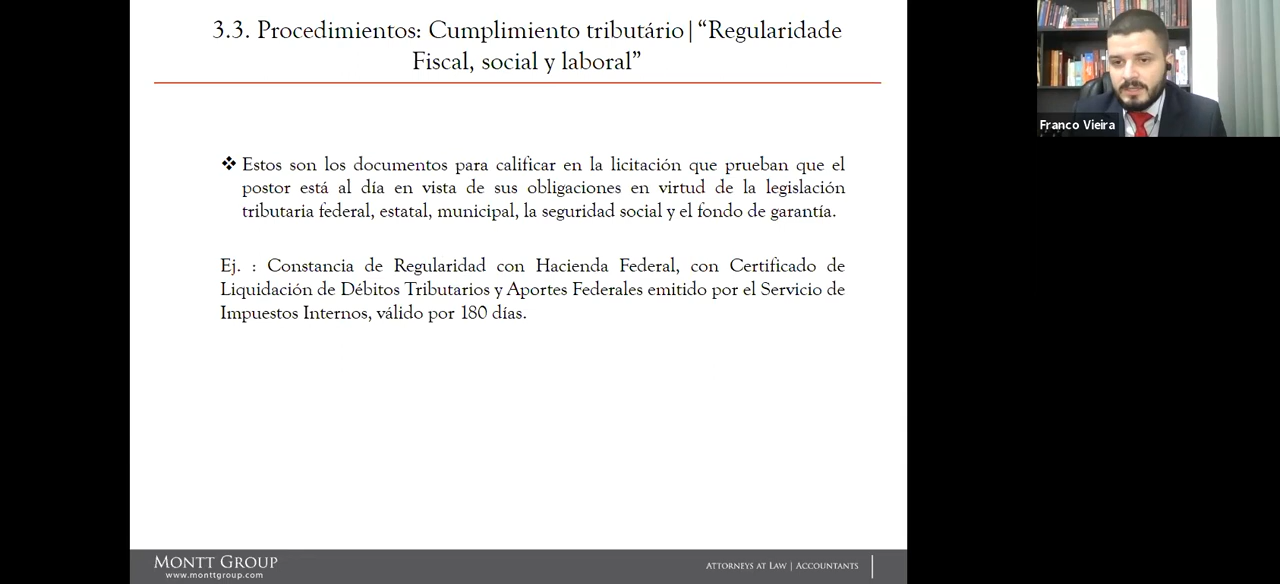 3.3. Procedimientos: Cumplimiento tributário|“Regularidade
Fiscal, social y laboral”
❖ Estos son los documentos para calificar en la licitación que prueban que el
postor está al día en vista de sus obligaciones en virtud de la legislación
tributaria federal, estatal, municipal, la seguridad social y el fondo de garantía.
Ej. : Constancia de Regularidad con Hacienda Federal, con Certificado de
Liquidación de Débitos Tributarios y Aportes Federales emitido por el Servicio de
Impuestos Internos, válido por 180 días.
Franco Vieira
MONTT GROUP
www.monttgroup.com
ATTORNEYS AT LAW | ACCOUNTANTS